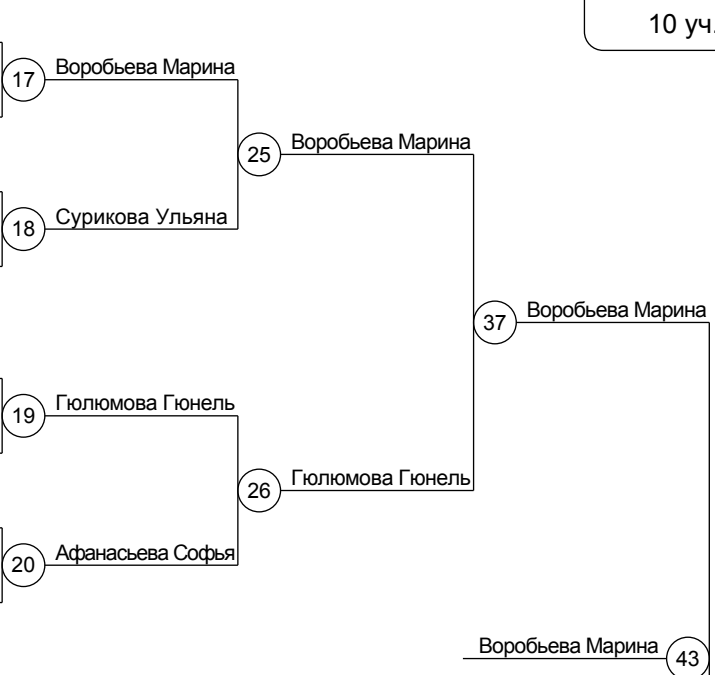 10 уч.
17 Воробьева Марина
25 Воробьева Марина
18 Сурикова Ульяна
37 Воробьева Марина
19 Гюлюмова Гюнель
26 Гюлюмова Гюнель
20 Афанасьева Софья
Воробьева Марина 43